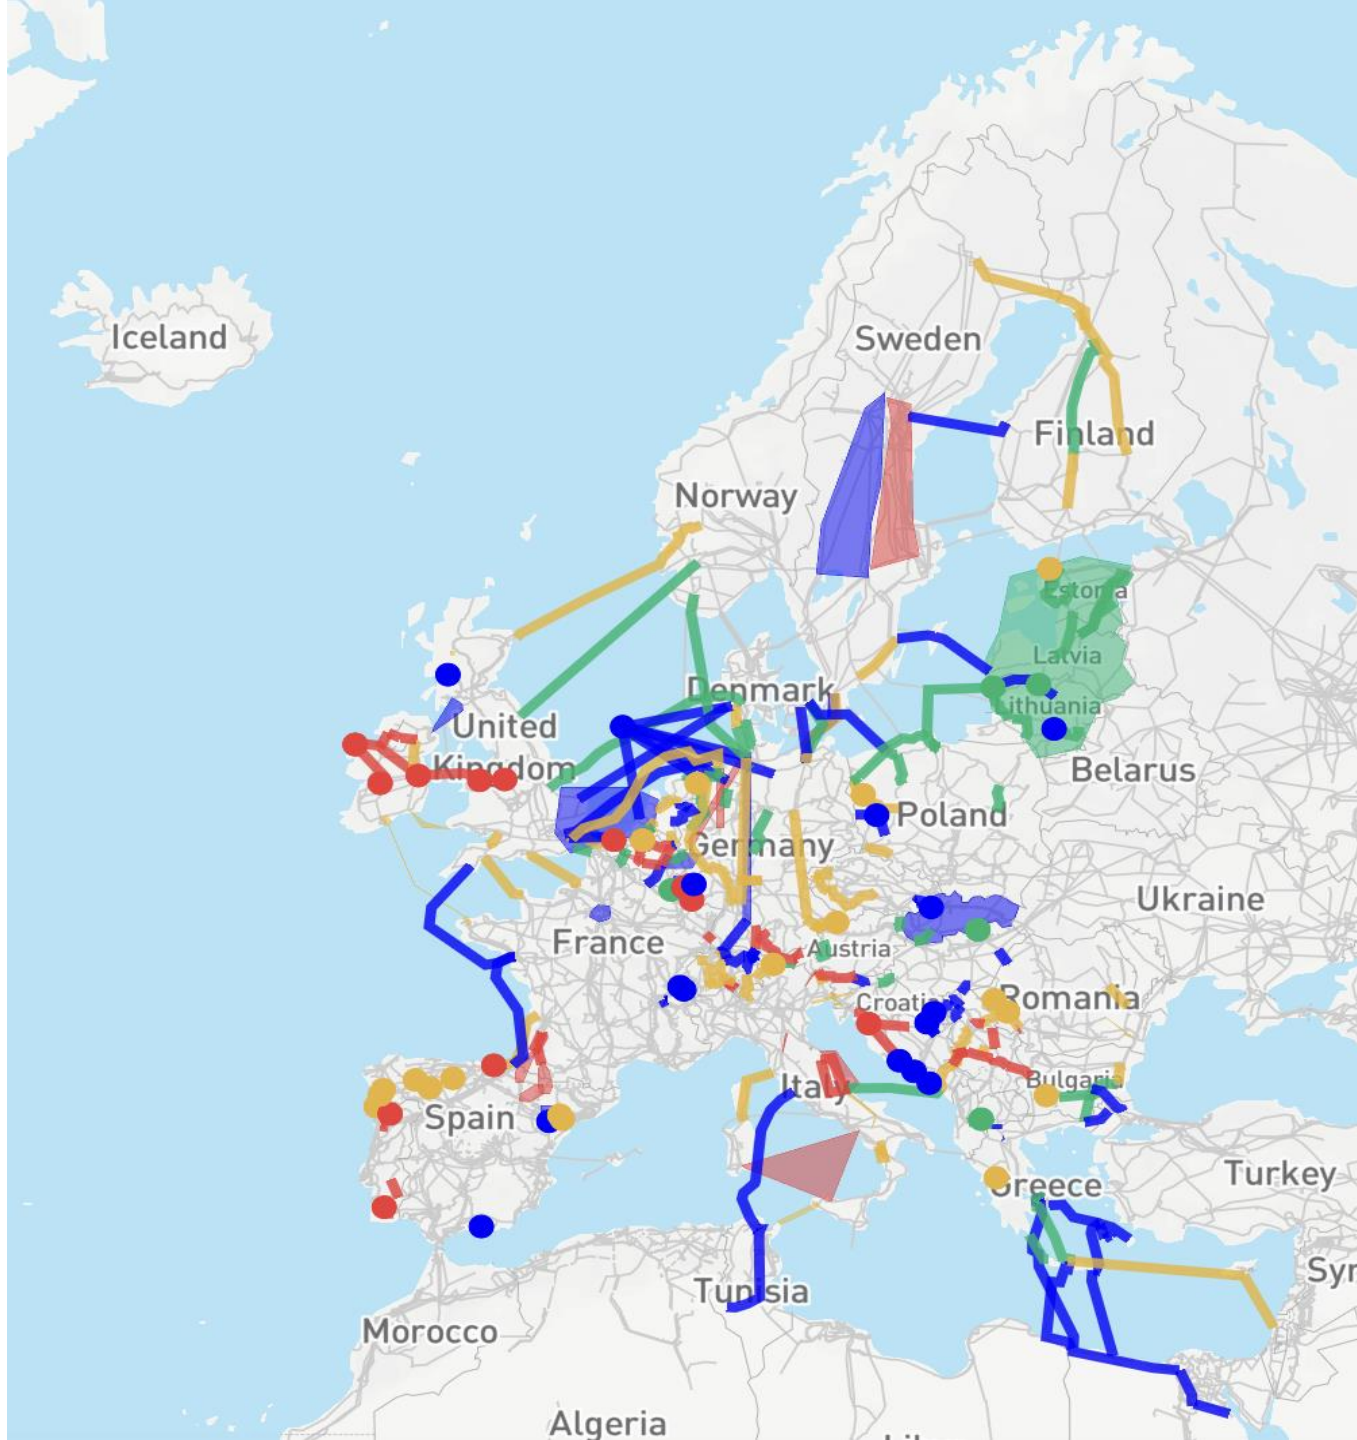 Iceland
Sweden
Finland
Norway
Estonia
Latvia
Denmark
Lithuania
United
Kingdom
Belarus
Poland
Germany
Ukraine
France
Austria
Croatia
Romania
Italy
Bulgaria
Spain
Greece
Turkey
Tunisia
Syr
Morocco
Algeria